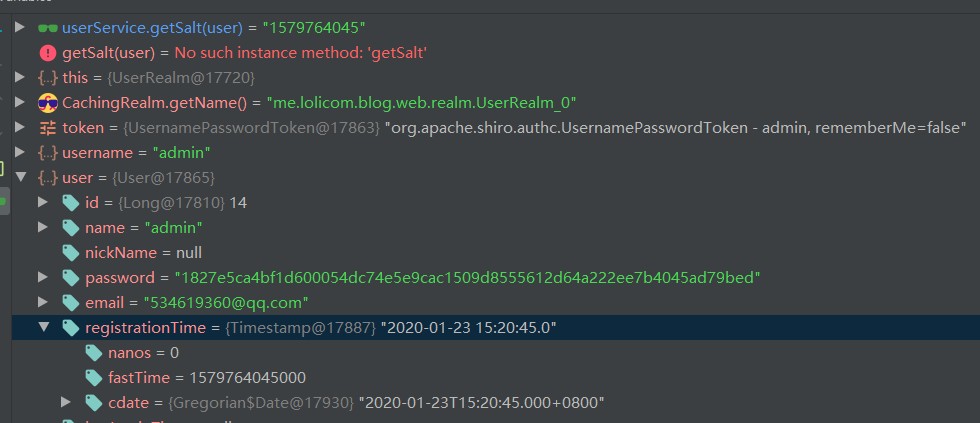 userService.getSalt(user) = "1579764045"
getSalt(user) = No such instance method: 'getSalt'
this = {UserRealm@17720}
CachingRealm.getName() = "me.lolicom.blog.web.realm.UserRealm_0"
token = {UsernamePasswordToken@17863} "org.apache.shiro.authc.UsernamePasswordToken - admin, rememberMe=false"
username = "admin"
user = {User@17865}
id = {Long@17810} 14
name = "admin"
nickName = null
password = "1827e5ca4bf1d600054dc74e5e9cac1509d8555612d64a222ee7b4045ad79bed"
email = "534619360@qq.com"
registrationTime = {Timestamp@17887} "2020-01-23 15:20:45.0"
nanos = 0
fastTime = 1579764045000
cdate = {Gregorian$Date@17930} "2020-01-23T15:20:45.000+0800"